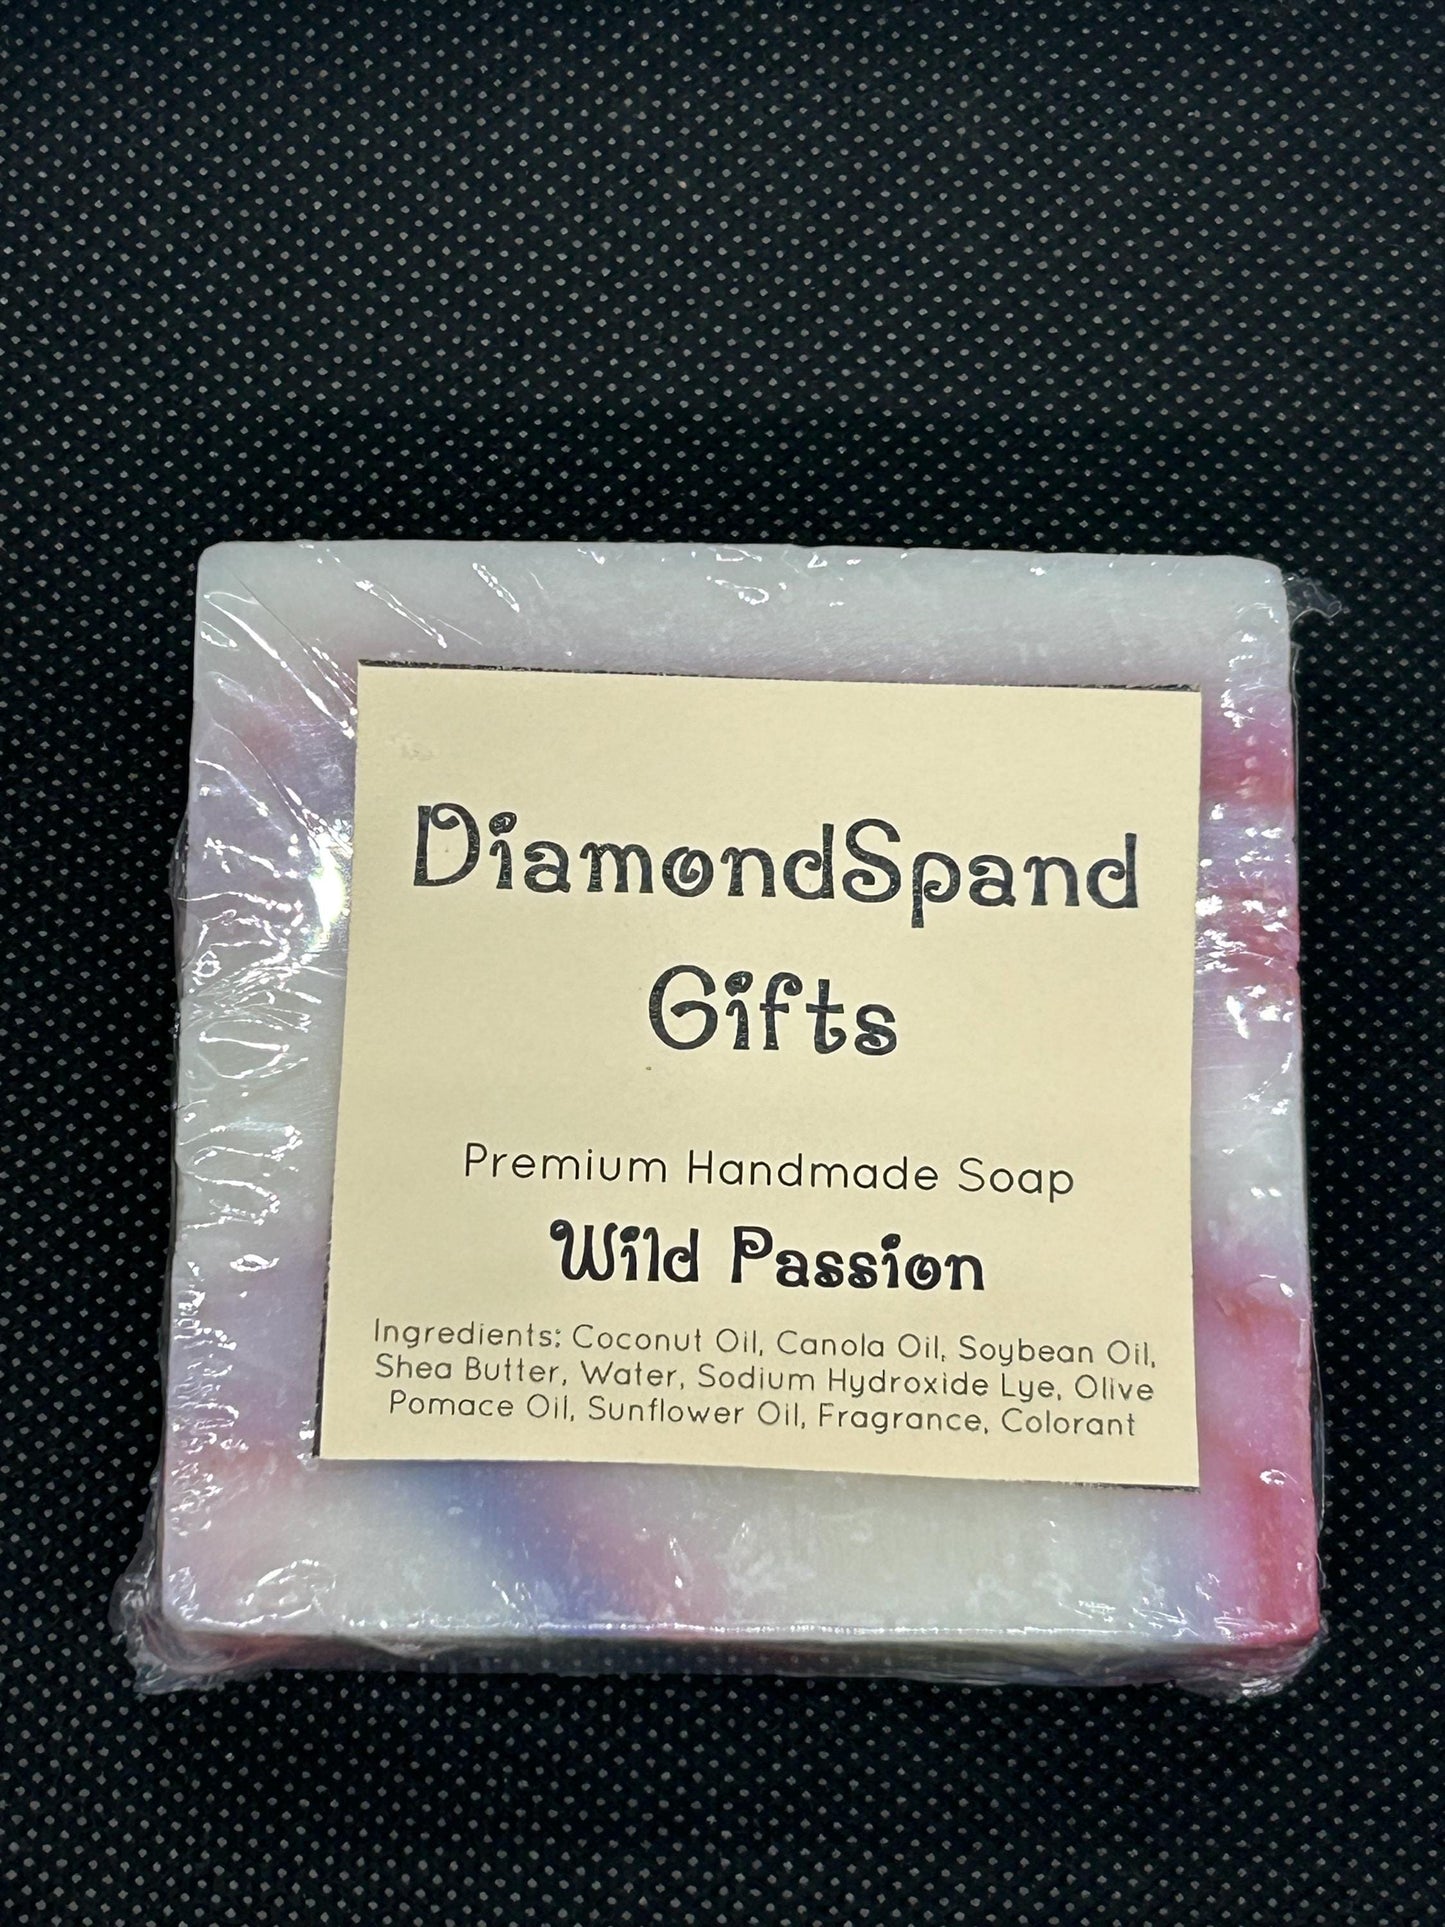 DiamondSpand
Gifts
Premium Handmade Soap
Wild Passion
Ingredients: Coconut Oil, Canola Oil, Soybean Oil,
Shea Butter, Water, Sodium Hydroxide Lye, Olive
Pomace Oil, Sunflower Oil, Fragrance, Colorant